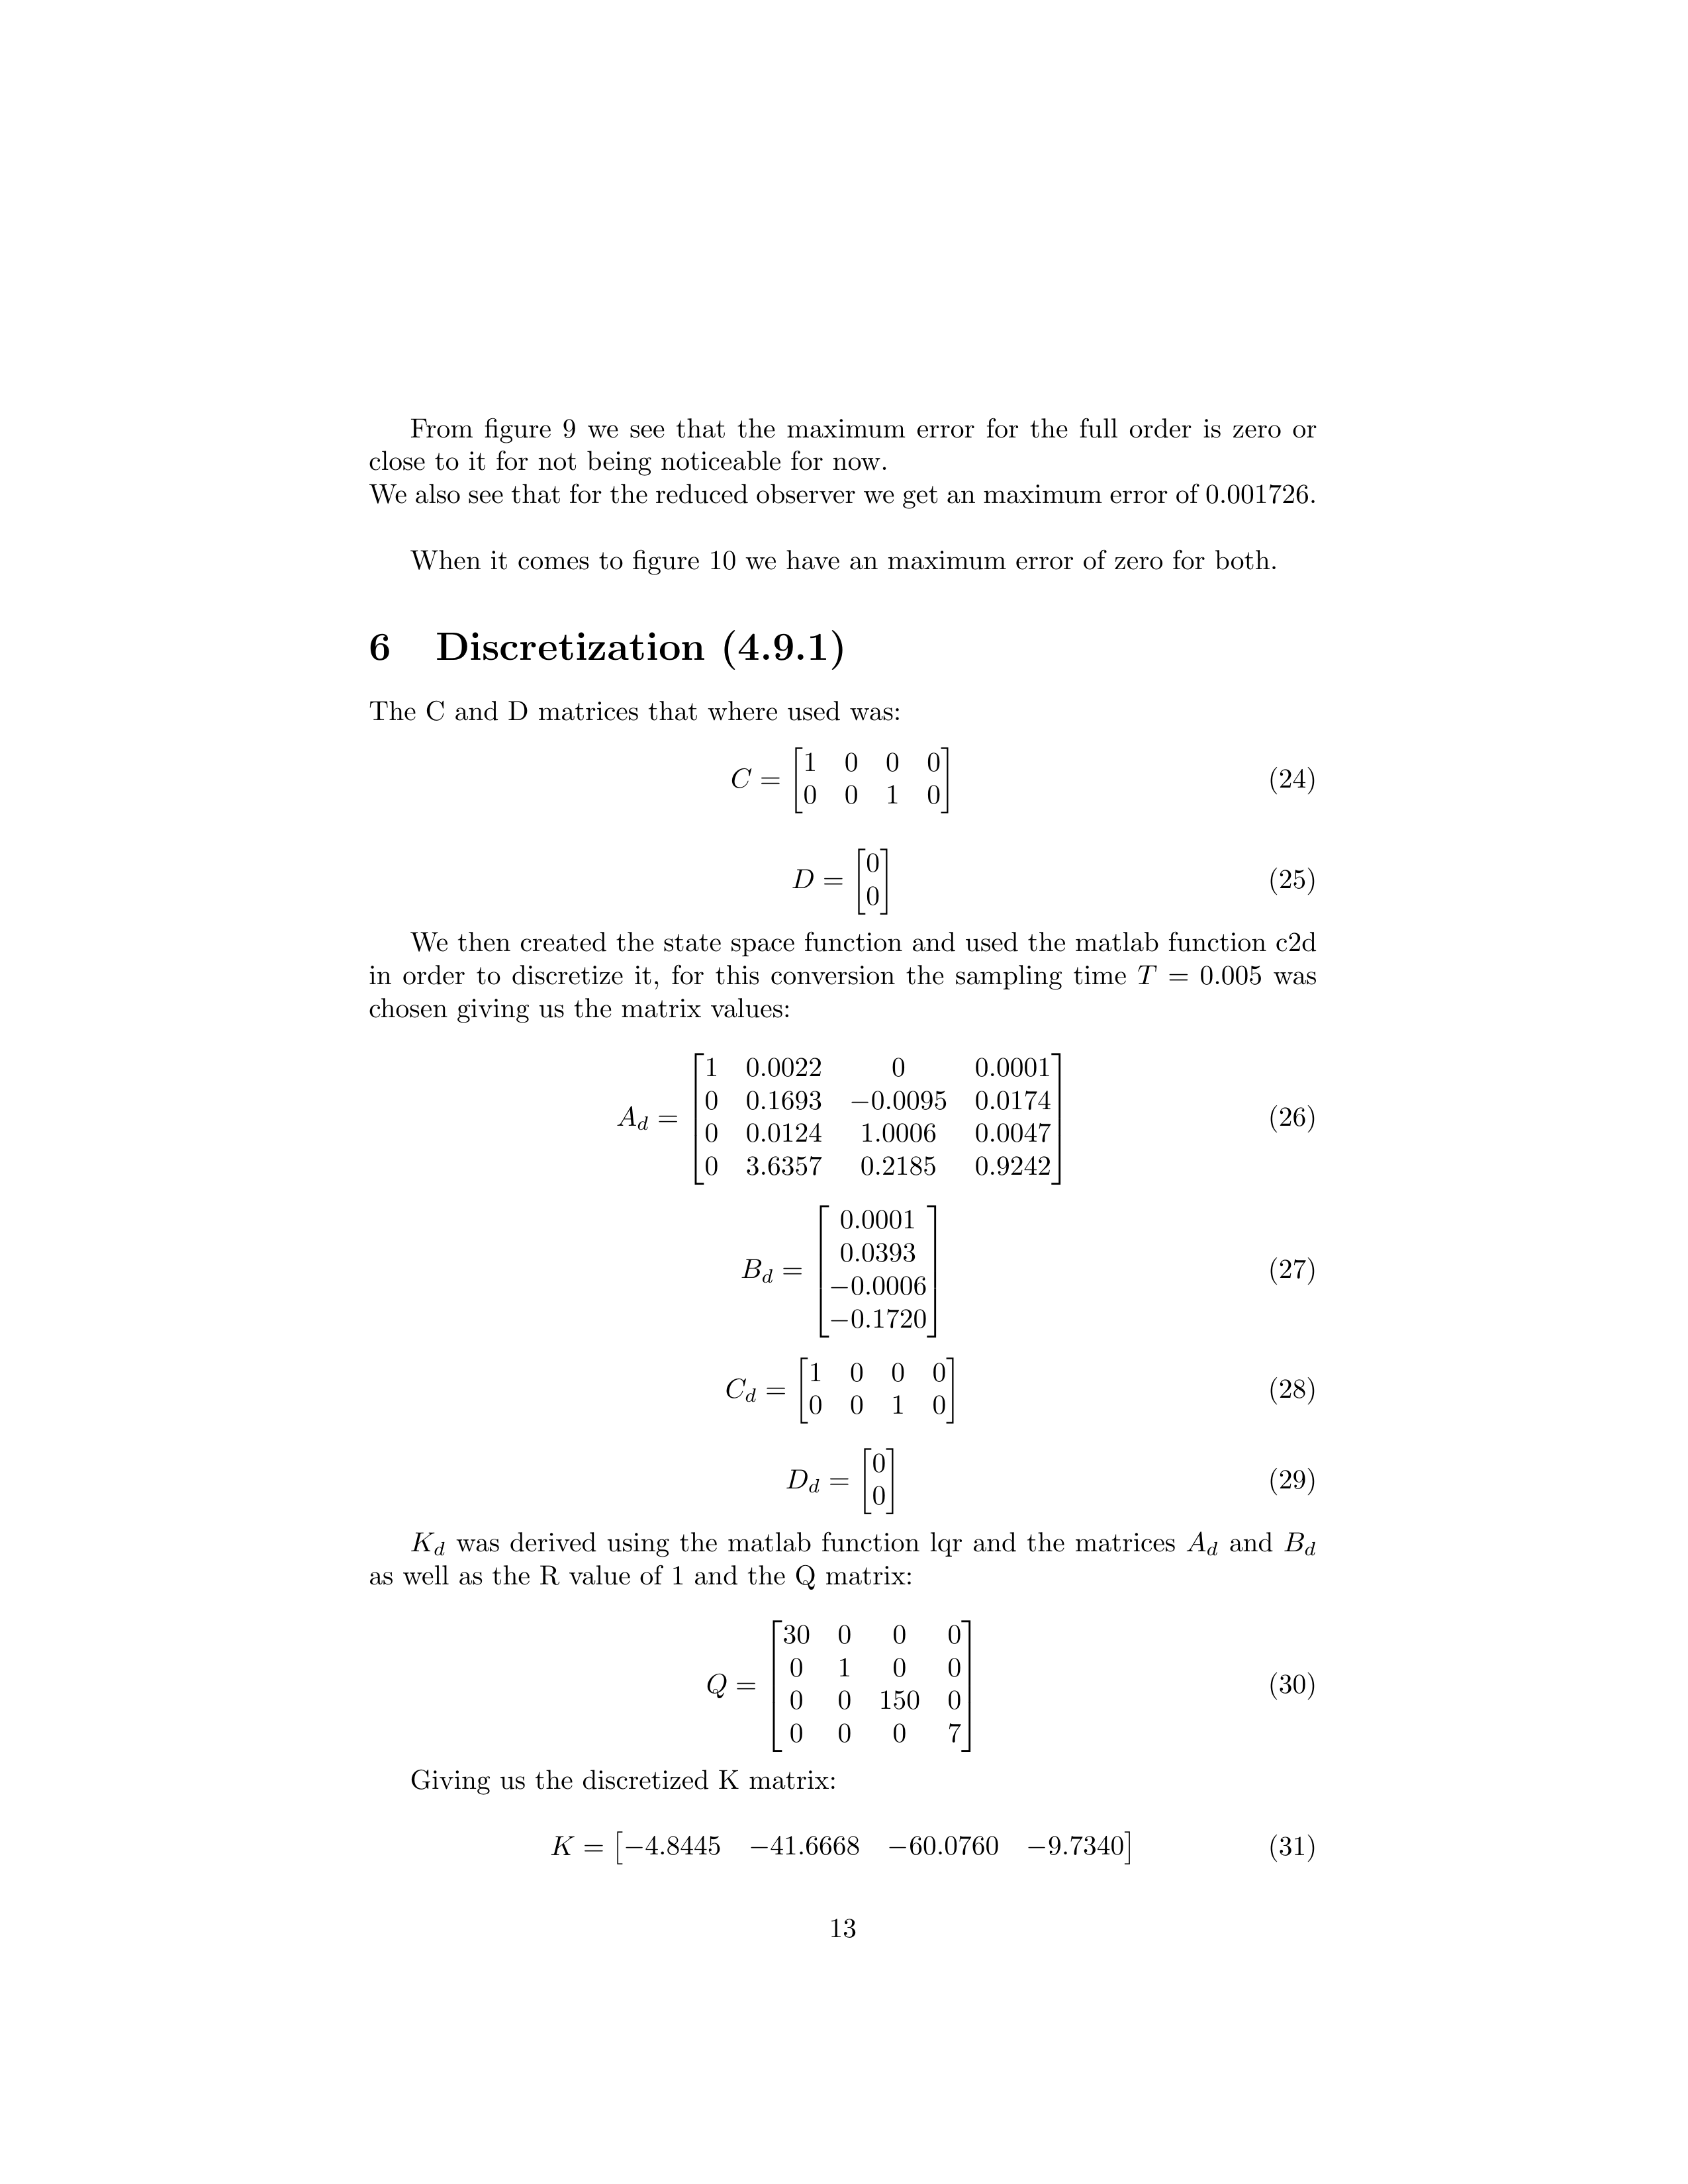 From figure 9 we see that the maximum error for the full order is zero or
close to it for not being noticeable for now.
We also see that for the reduced observer we get an maximum error of 0.001726.
When it comes to figure 10 we have an maximum error of zero for both.
6 Discretization (4.9.1)
The C and D matrices that where used was:
C = [1 0 0 0
0 0 1 0] (24)
D = [0
0] (25)
We then created the state space function and used the matlab function c2d
in order to discretize it, for this conversion the sampling time T = 0.005 was
chosen giving us the matrix values:
A_d = [1 0.0022 0 0.0001
0 0.1693 −0.0095 0.0174
0 0.0124 1.0006 0.0047
0 3.6357 0.2185 0.9242] (26)
B_d = [0.0001
0.0393
−0.0006
−0.1720] (27)
C_d = [1 0 0 0
0 0 1 0] (28)
D_d = [0
0] (29)
K_d was derived using the matlab function lqr and the matrices A_d and B_d
as well as the R value of 1 and the Q matrix:
Q = [30 0 0 0
0 1 0 0
0 0 150 0
0 0 0 7] (30)
Giving us the discretized K matrix:
K = [−4.8445 −41.6668 −60.0760 −9.7340] (31)
13